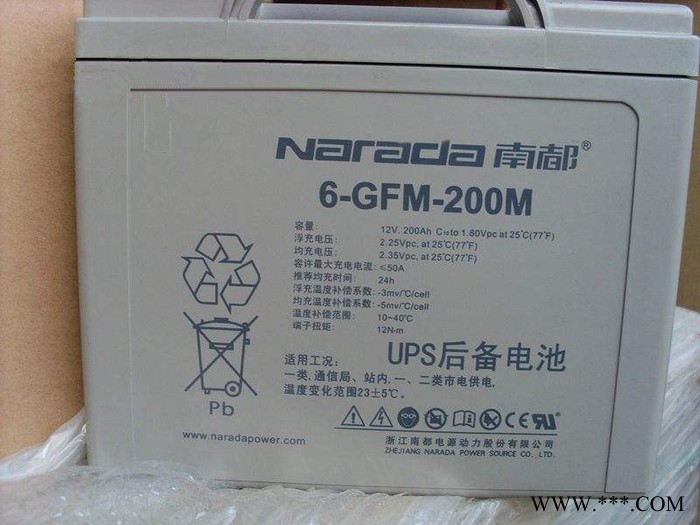 Narada 南都®
6-GFM-200M
容量: 12V. 200Ah C10 to 1.80Vpc at 25℃(77℉)
浮充电压: 2.25Vpc, at 25℃(77℉)
均充电压: 2.35Vpc, at 25℃(77℉)
容许最大充电电流: ≤50A
推荐均充时间: 24h
浮充温度补偿系数: -3mv/℃/cell
均充温度补偿系数: -5mv/℃/cell
温度补偿范围: 10~40℃
端子扭矩: 12N·m
适用工况: UPS后备电池
一类,通信局、站内,一、二类市电供电,
温度变化范围23±5℃.
Pb
www.naradapower.com
CE
浙江南都电源动力股份有限公司
ZHEJIANG NARADA POWER SOURCE CO., LTD.
WWW.***.COM